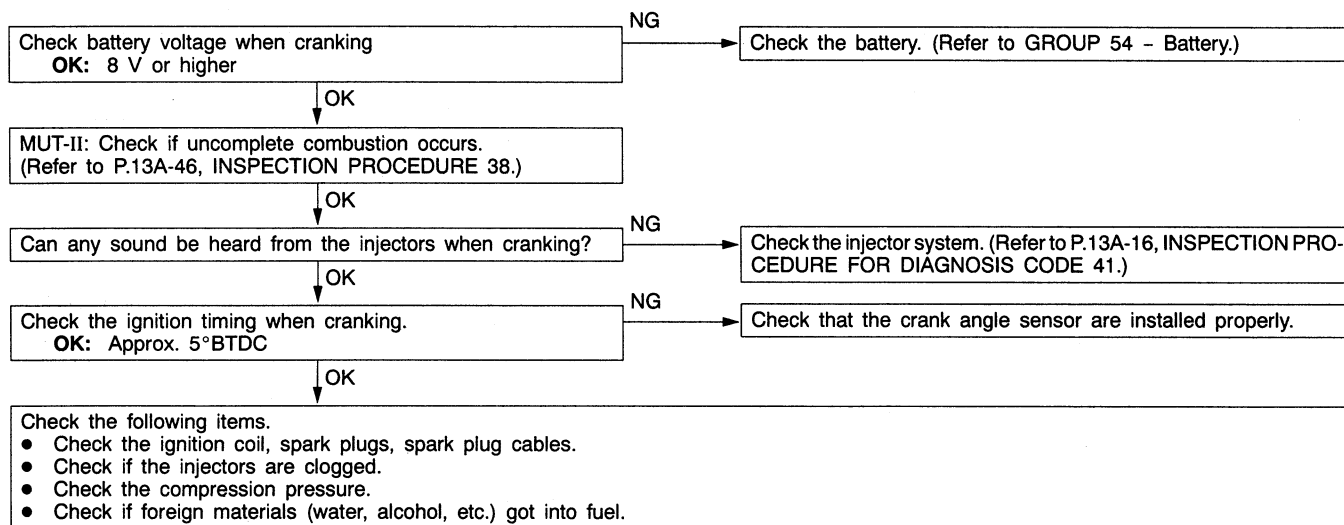 Check battery voltage when cranking
OK: 8 V or higher
NG
Check the battery. (Refer to GROUP 54 – Battery.)
OK
MUT-II: Check if uncomplete combustion occurs.
(Refer to P.13A-46, INSPECTION PROCEDURE 38.)
OK
Can any sound be heard from the injectors when cranking?
NG
Check the injector system. (Refer to P.13A-16, INSPECTION PRO-
CEDURE FOR DIAGNOSIS CODE 41.)
OK
Check the ignition timing when cranking.
OK: Approx. 5°BTDC
NG
Check that the crank angle sensor are installed properly.
OK
Check the following items.
● Check the ignition coil, spark plugs, spark plug cables.
● Check if the injectors are clogged.
● Check the compression pressure.
● Check if foreign materials (water, alcohol, etc.) got into fuel.